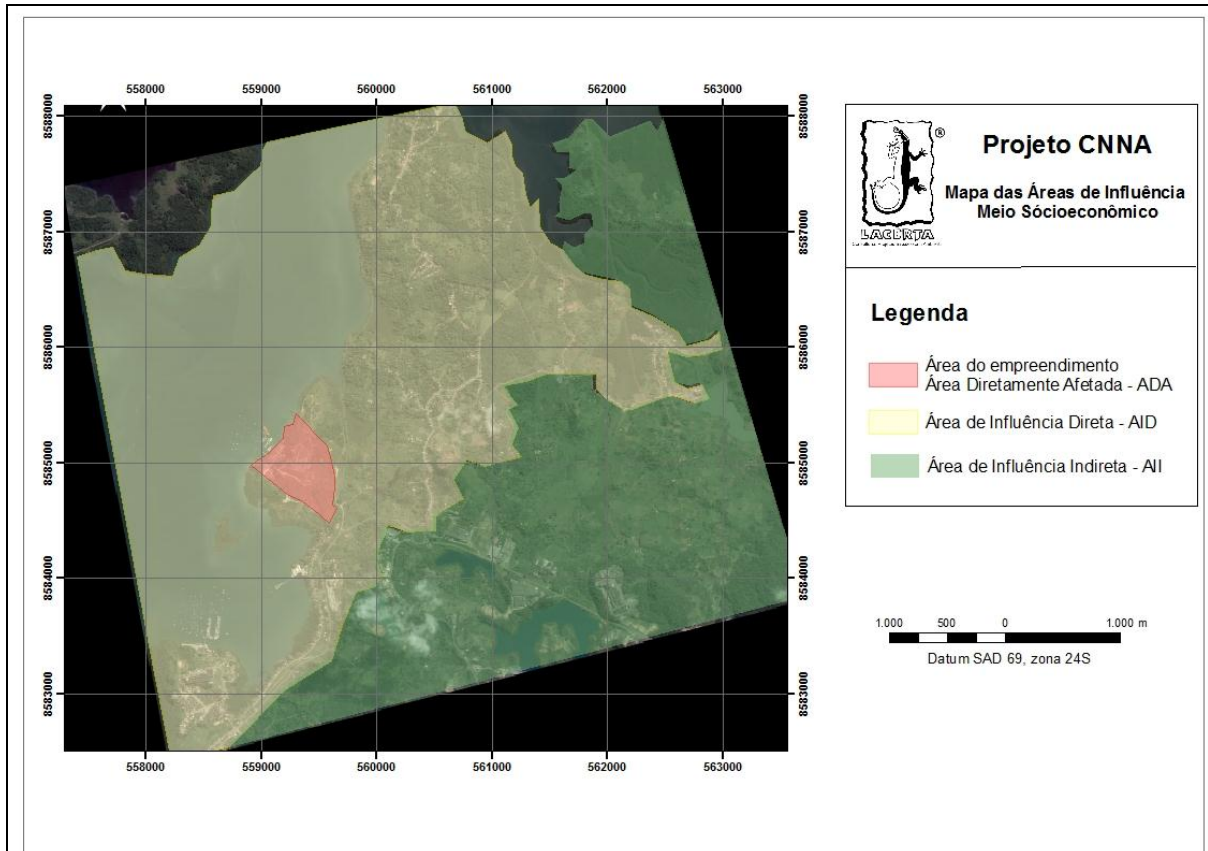 558000 559000 560000 561000 562000 563000
8588000 8588000
8587000 8587000
8586000 8586000
8585000 8585000
8584000 8584000
8583000 8583000
558000 559000 560000 561000 562000 563000
®
LACERTA
Projeto CNNA
Mapa das Áreas de Influência
Meio Sócioeconômico
Legenda
Área do empreendimento
Área Diretamente Afetada - ADA
Área de Influência Direta - AID
Área de Influência Indireta - AII
1.000 500 0 1.000 m
Datum SAD 69, zona 24S